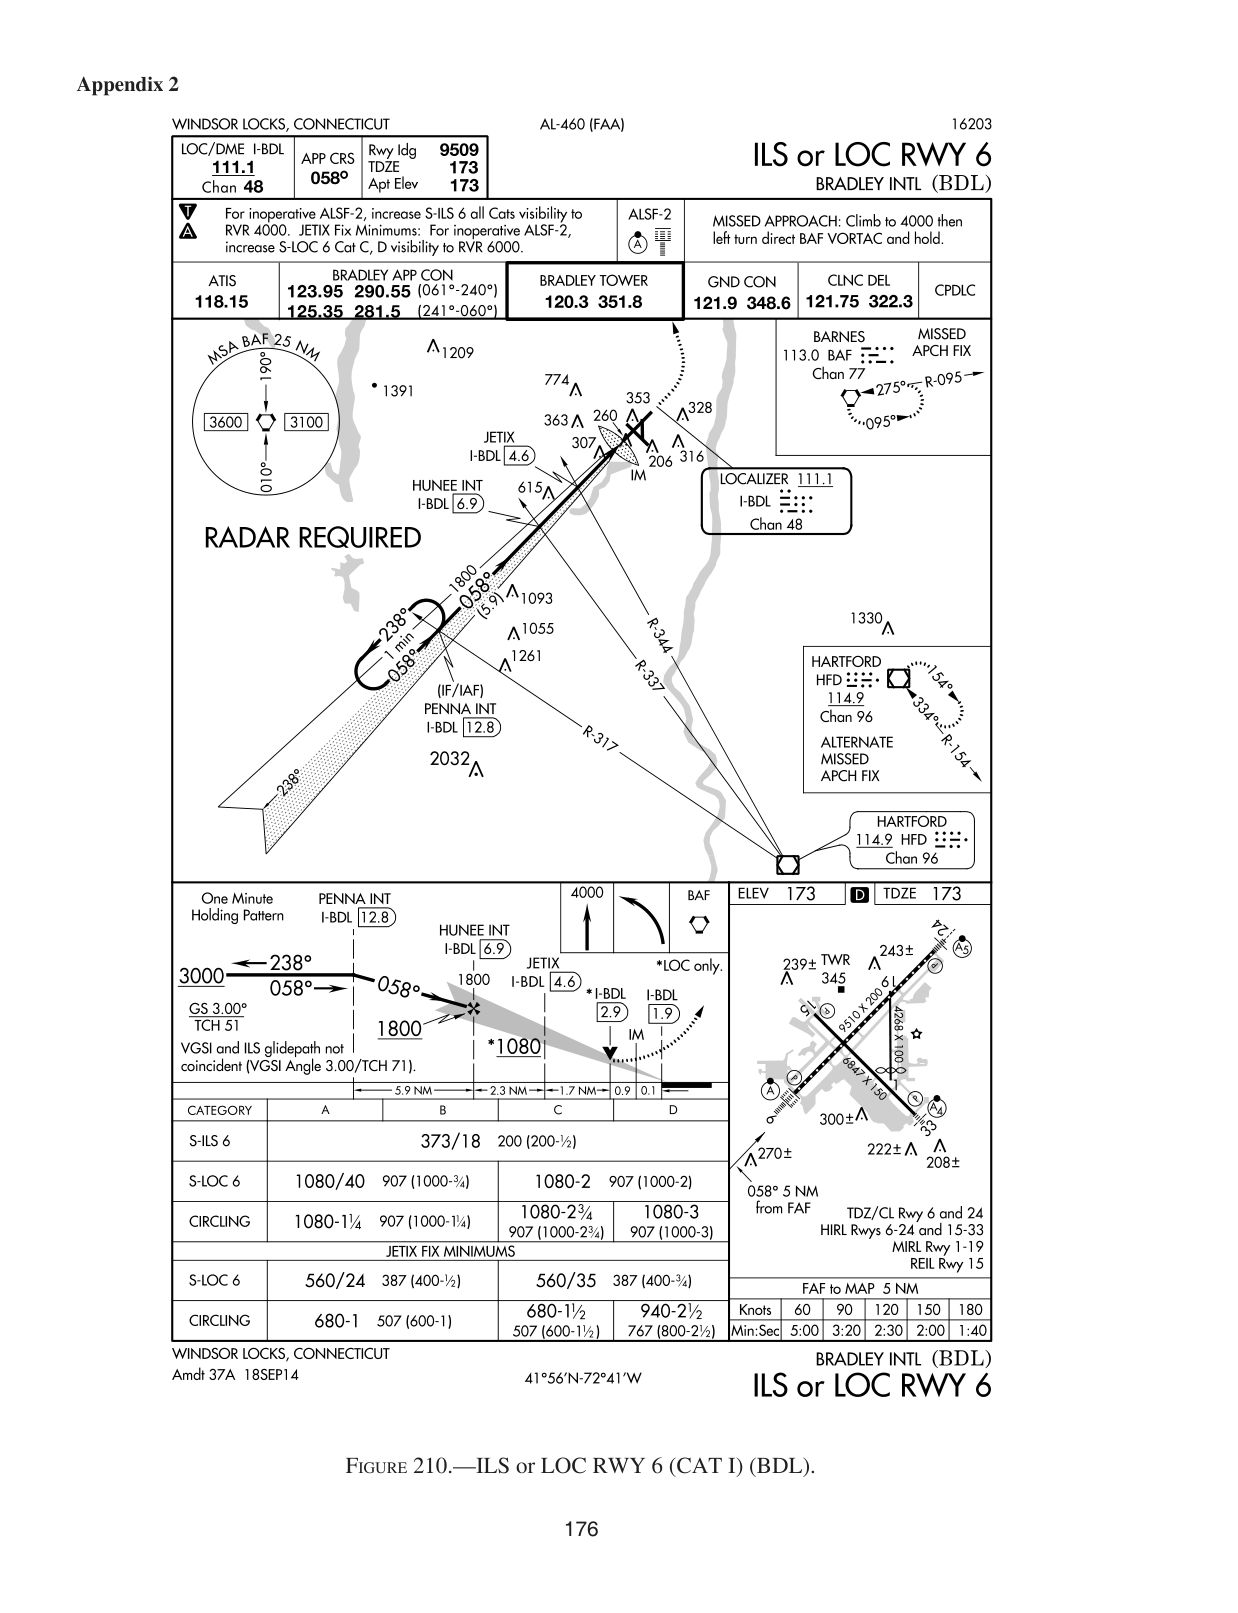 Appendix 2
WINDSOR LOCKS, CONNECTICUT
AL-460 (FAA)
16203
LOC/DME I-BDL
111.1
Chan 48
APP CRS
058°
Rwy ldg 9509
TDZE 173
Apt Elev 173
ILS or LOC RWY 6
BRADLEY INTL (BDL)
T
A
For inoperative ALSF-2, increase S-ILS 6 all Cats visibility to
RVR 4000. JETIX Fix Minimums: For inoperative ALSF-2,
increase S-LOC 6 Cat C, D visibility to RVR 6000.
ALSF-2
A
MISSED APPROACH: Climb to 4000 then
left turn direct BAF VORTAC and hold.
ATIS
118.15
BRADLEY APP CON
123.95 290.55 (061°-240°)
125.35 281.5 (241°-060°)
BRADLEY TOWER
120.3 351.8
GND CON
121.9 348.6
CLNC DEL
121.75 322.3
CPDLC
MSA BAF 25 NM
190°
3600
3100
010°
1209
1391
774
353
363
260
328
307
206
316
IM
JETIX
I-BDL 4.6
HUNEE INT
I-BDL 6.9
615
BARNES
113.0 BAF
Chan 77
MISSED
APCH FIX
275°
R-095
095°
LOCALIZER 111.1
I-BDL
Chan 48
RADAR REQUIRED
1800
058°
(5.9)
238°
1 min
058°
1093
1055
1261
(IF/IAF)
PENNA INT
I-BDL 12.8
2032
238°
R-344
R-337
R-317
1330
HARTFORD
HFD
114.9
Chan 96
154°
334°
R-154
ALTERNATE
MISSED
APCH FIX
HARTFORD
114.9 HFD
Chan 96
One Minute
Holding Pattern
PENNA INT
I-BDL 12.8
HUNEE INT
I-BDL 6.9
JETIX
I-BDL 4.6
4000
BAF
*LOC only.
3000
238°
058°
058°
1800
GS 3.00°
TCH 51
1800
*1080
*I-BDL
2.9
I-BDL
1.9
IM
VGSI and ILS glidepath not
coincident (VGSI Angle 3.00/TCH 71).
5.9 NM
2.3 NM
1.7 NM
0.9
0.1
CATEGORY A B C D
S-ILS 6 373/18 200 (200-½)
S-LOC 6 1080/40 907 (1000-¾) 1080-2 907 (1000-2)
CIRCLING 1080-1¼ 907 (1000-1¼) 1080-2¾ 907 (1000-2¾) 1080-3 907 (1000-3)
JETIX FIX MINIMUMS
S-LOC 6 560/24 387 (400-½) 560/35 387 (400-¾)
CIRCLING 680-1 507 (600-1) 680-1½ 507 (600-1½) 940-2½ 767 (800-2½)
ELEV 173
D
TDZE 173
24
A5
P
243±
239±
TWR
345
19
15
P
9510 X 200
4268 X 100
6847 X 150
1
P
A
6
P
A4
33
300±
222±
208±
270±
058° 5 NM
from FAF
TDZ/CL Rwy 6 and 24
HIRL Rwys 6-24 and 15-33
MIRL Rwy 1-19
REIL Rwy 15
FAF to MAP 5 NM
Knots 60 90 120 150 180
Min:Sec 5:00 3:20 2:30 2:00 1:40
WINDSOR LOCKS, CONNECTICUT
Amdt 37A 18SEP14
41°56'N-72°41'W
BRADLEY INTL (BDL)
ILS or LOC RWY 6
FIGURE 210.—ILS or LOC RWY 6 (CAT I) (BDL).
176